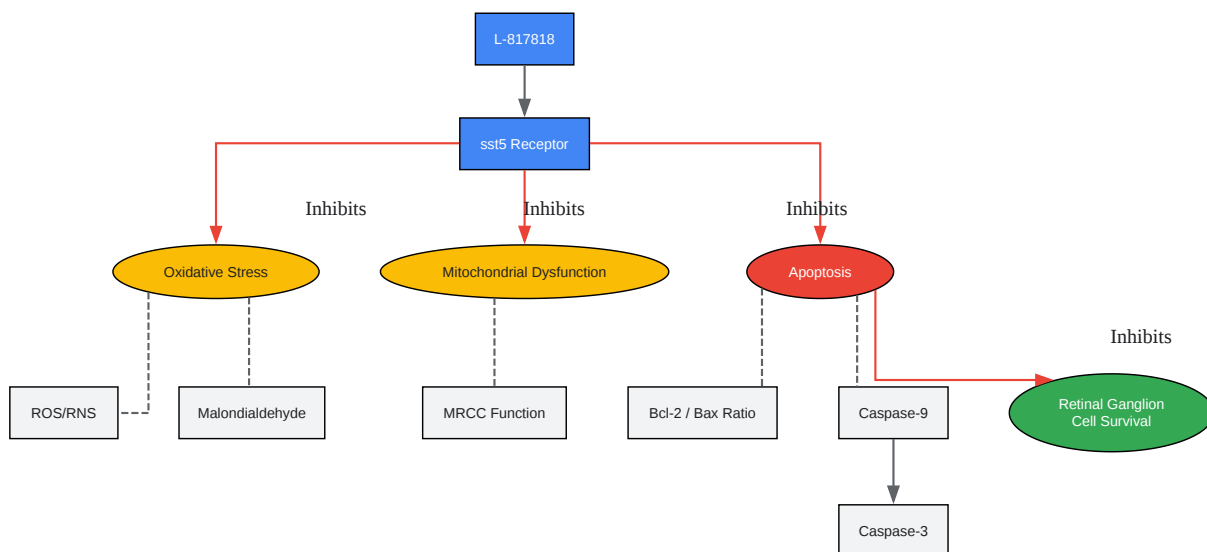 L-817818
sst5 Receptor
Inhibits
Inhibits
Inhibits
Oxidative Stress
Mitochondrial Dysfunction
Apoptosis
Inhibits
ROS/RNS
Malondialdehyde
MRCC Function
Bcl-2 / Bax Ratio
Caspase-9
Retinal Ganglion
Cell Survival
Caspase-3